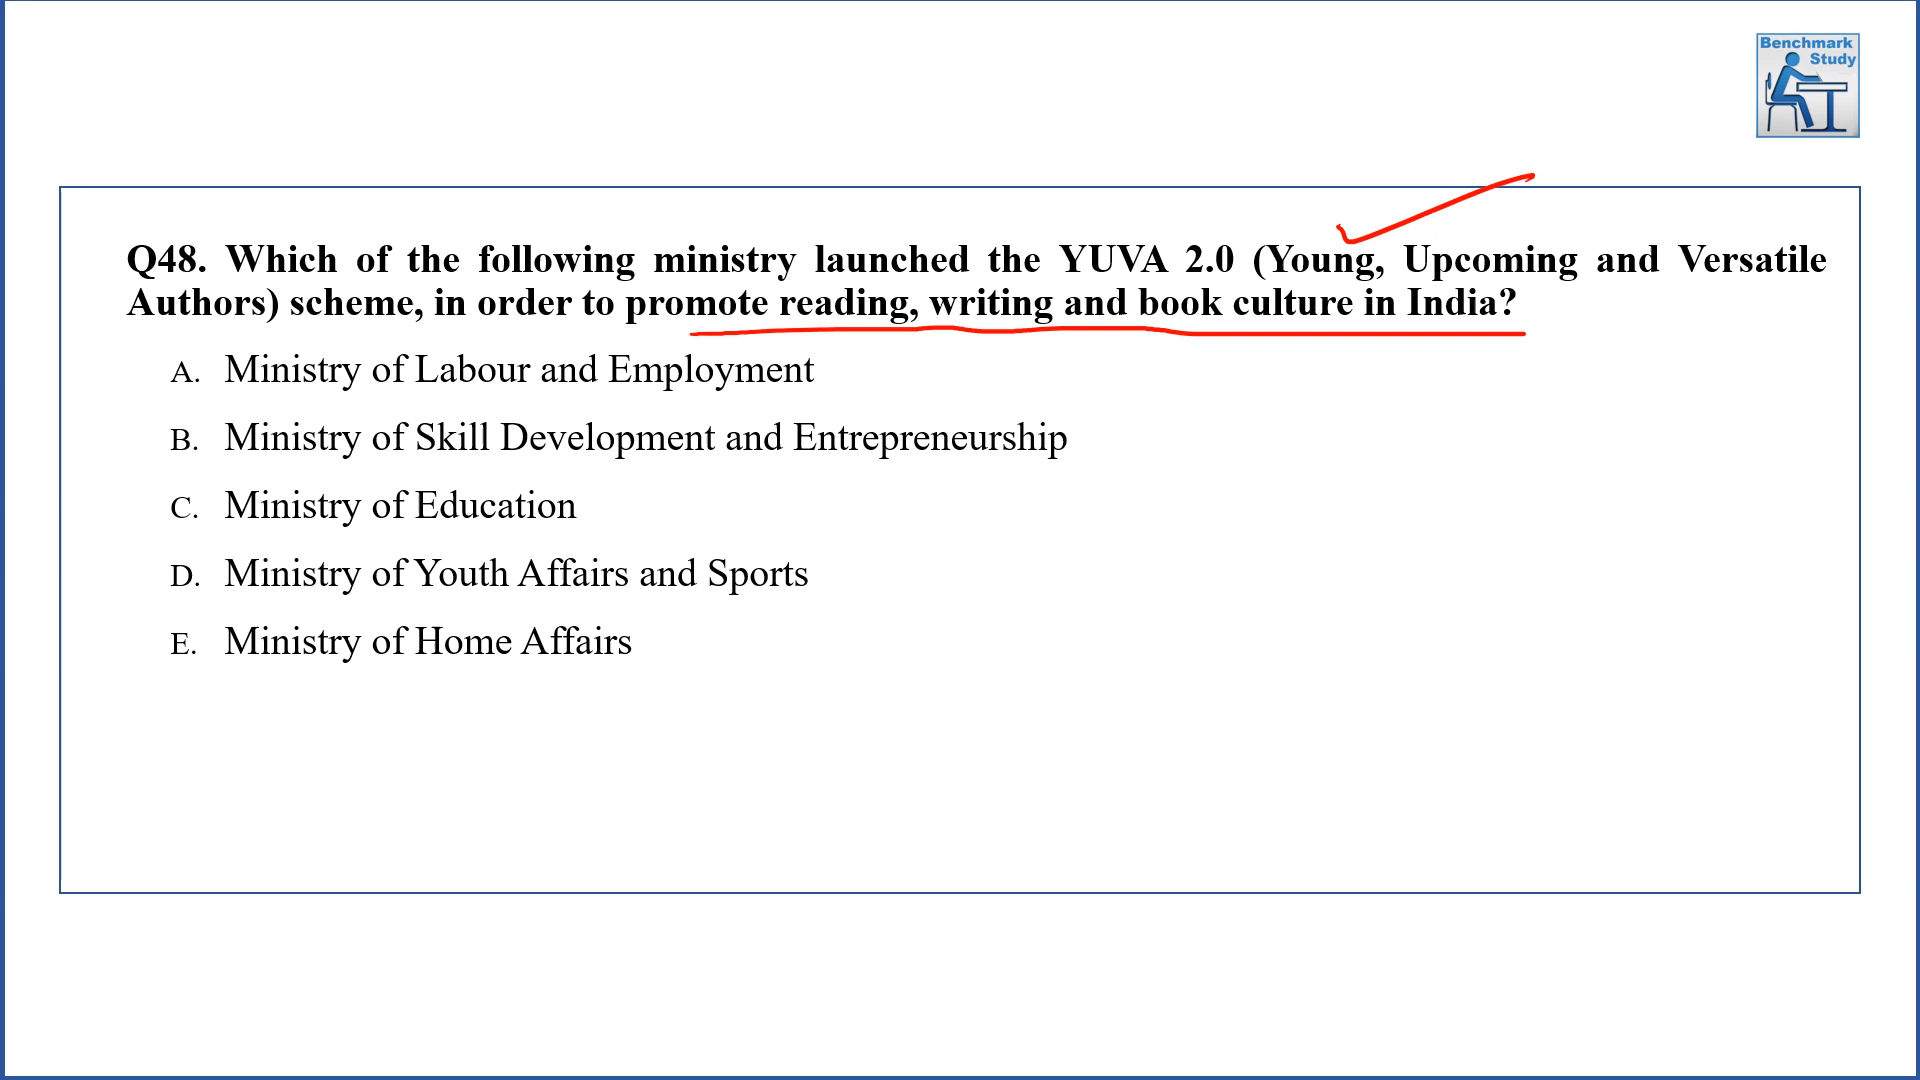 Benchmark
Study
Q48. Which of the following ministry launched the YUVA 2.0 (Young, Upcoming and Versatile
Authors) scheme, in order to promote reading, writing and book culture in India?
A. Ministry of Labour and Employment
B. Ministry of Skill Development and Entrepreneurship
C. Ministry of Education
D. Ministry of Youth Affairs and Sports
E. Ministry of Home Affairs